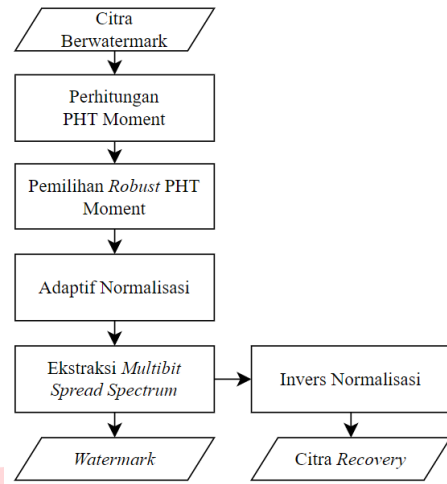 Citra
Berwatermark
Perhitungan
PHT Moment
Pemilihan Robust PHT
Moment
Adaptif Normalisasi
Ekstraksi Multibit
Spread Spectrum
Invers Normalisasi
Watermark
Citra Recovery